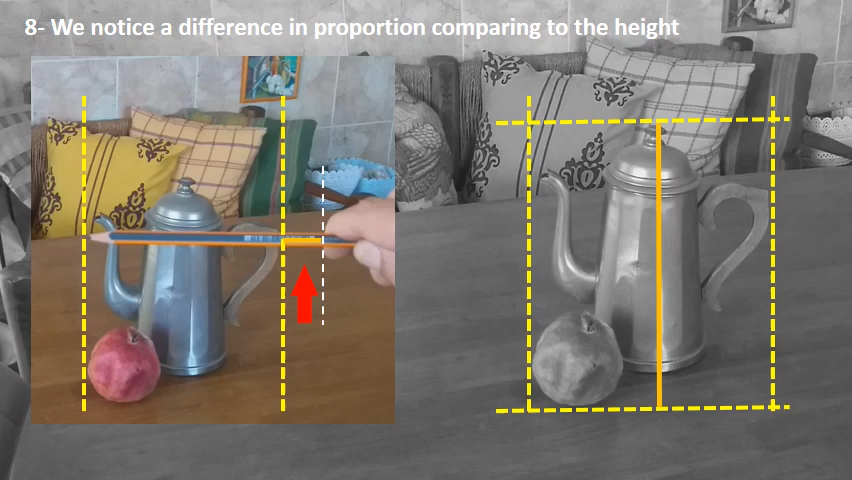 8- We notice a difference in proportion comparing to the height